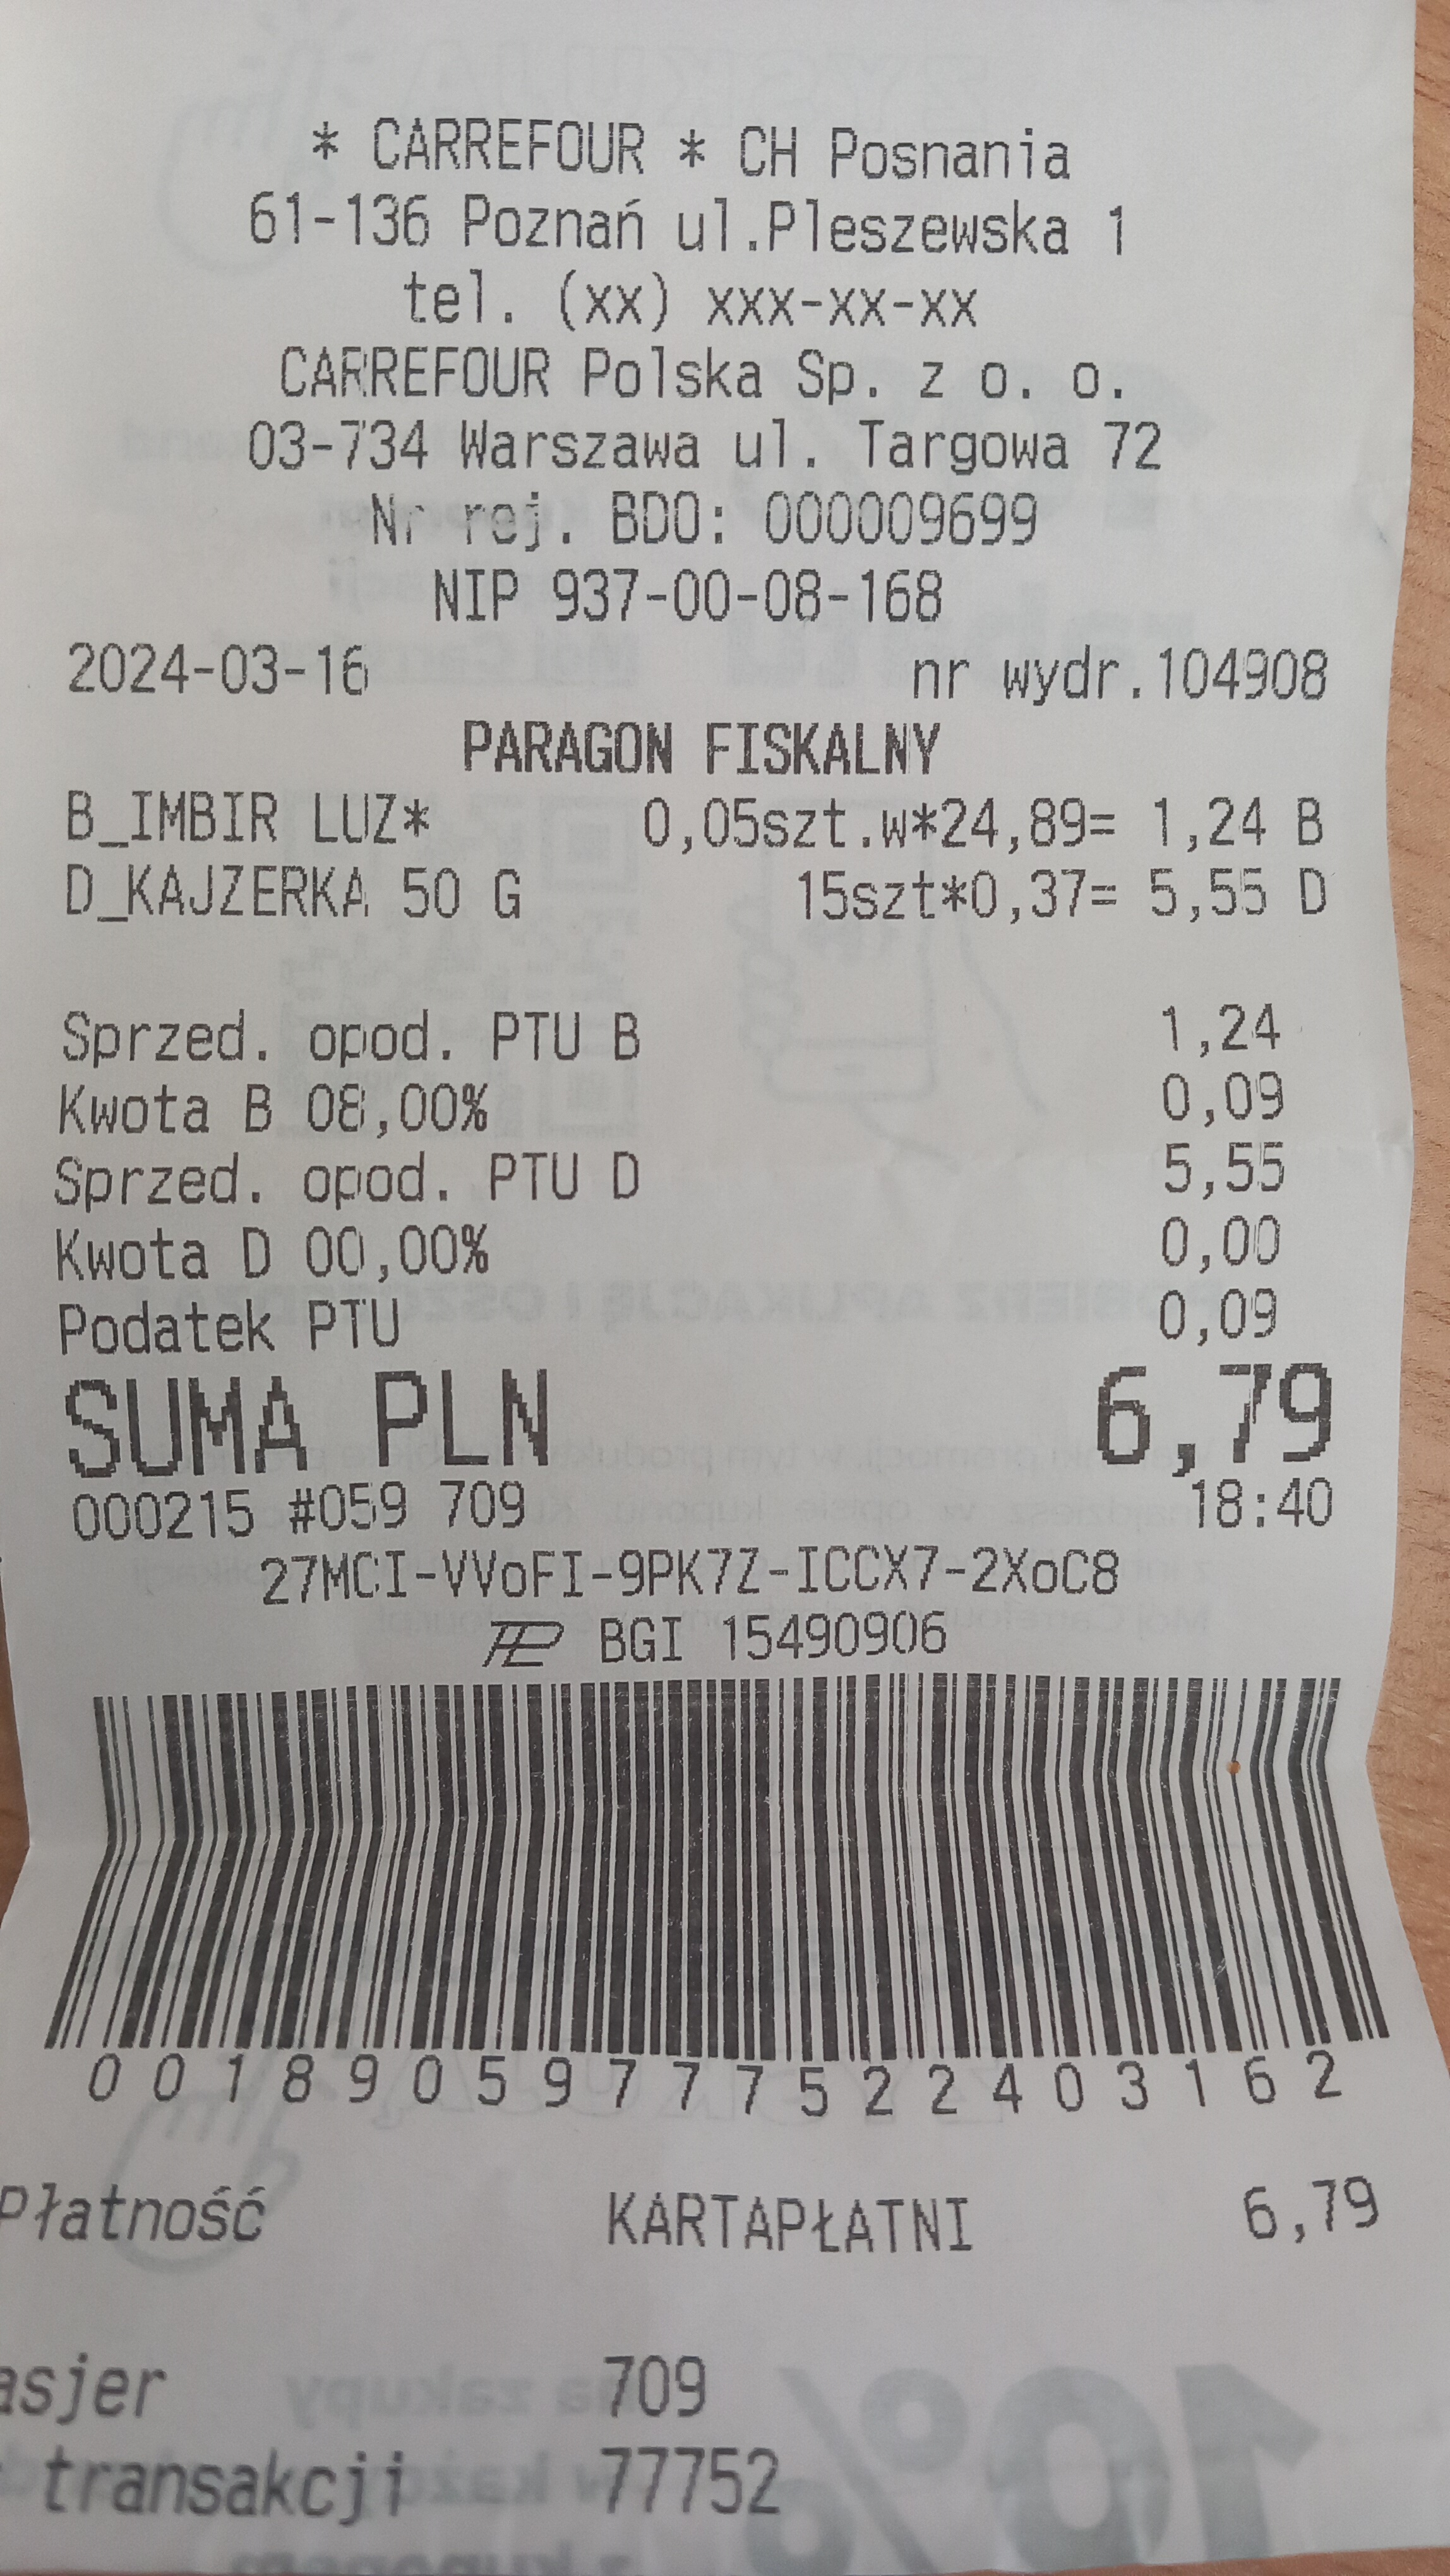 * CARREFOUR * CH Posnania
61-136 Poznań ul.Pleszewska 1
tel. (xx) xxx-xx-xx
CARREFOUR Polska Sp. z o. o.
03-734 Warszawa ul. Targowa 72
Nr rej. BDO: 000009699
NIP 937-00-08-168
2024-03-16 nr wydr.104908
PARAGON FISKALNY
B_IMBIR LUZ* 0,05szt.w*24,89= 1,24 B
D_KAJZERKA 50 G 15szt*0,37= 5,55 D
Sprzed. opod. PTU B 1,24
Kwota B 08,00% 0,09
Sprzed. opod. PTU D 5,55
Kwota D 00,00% 0,00
Podatek PTU 0,09
SUMA PLN 6,79
000215 #059 709 18:40
27MCI-VVoFI-9PK7Z-ICCX7-2XoC8
BGI 15490906
00189059777522403162
Płatność KARTAPŁATNI 6,79
asjer 709
transakcji 77752